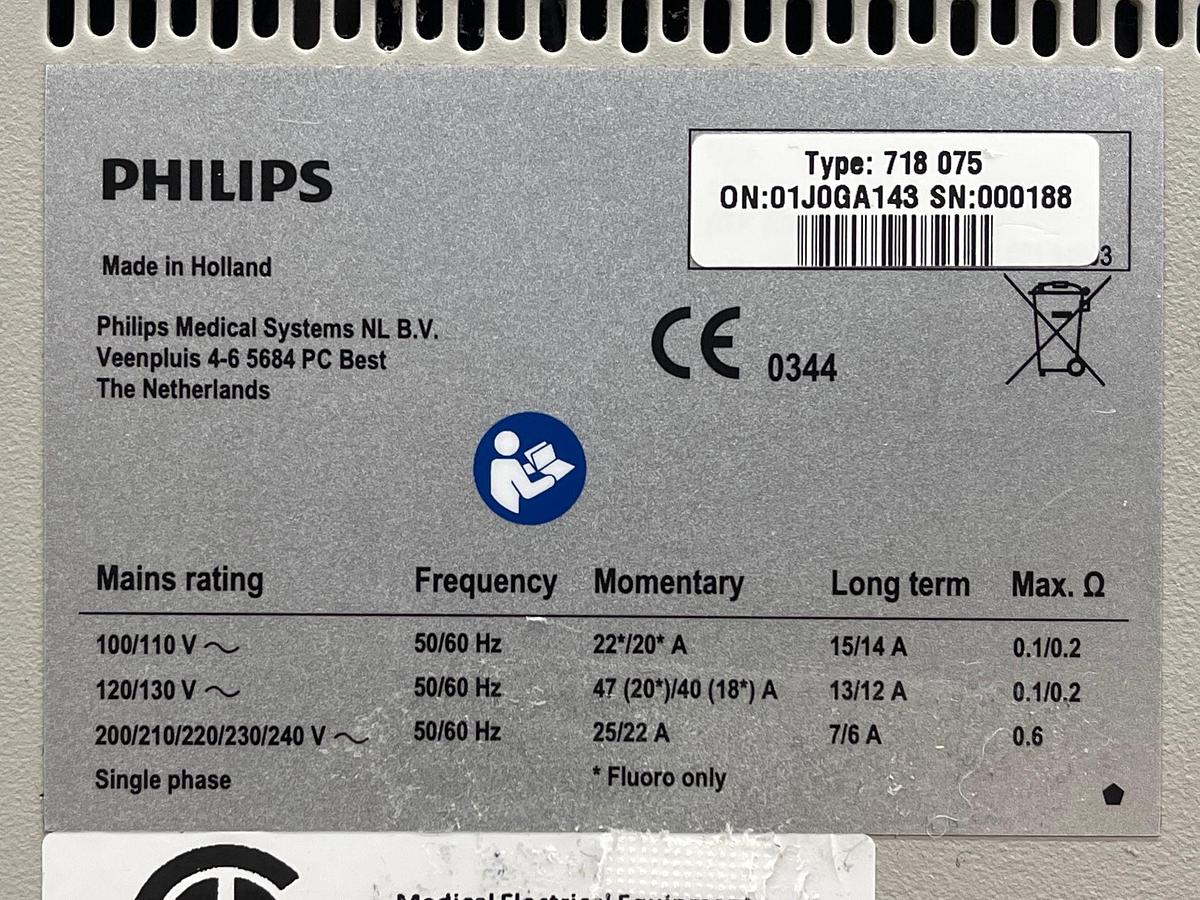 PHILIPS
Made in Holland
Philips Medical Systems NL B.V.
Veenpluis 4-6 5684 PC Best
The Netherlands
Type: 718 075
ON:01J0GA143 SN:000188
3
CE 0344
Mains rating Frequency Momentary Long term Max. Ω
100/110 V ~ 50/60 Hz 22*/20* A 15/14 A 0.1/0.2
120/130 V ~ 50/60 Hz 47 (20*)/40 (18*) A 13/12 A 0.1/0.2
200/210/220/230/240 V ~ 50/60 Hz 25/22 A 7/6 A 0.6
Single phase * Fluoro only
Medical Electrical Equipment